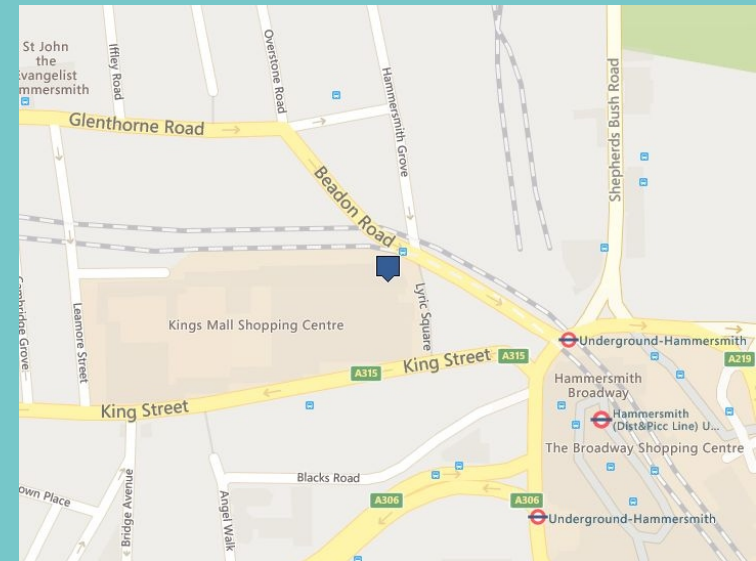 St John
the
Evangelist
mmersmith
Iffley Road
Overstone Road
Hammersmith Grove
Shepherds Bush Road
Glenthorne Road
Beadon Road
Lyric Square
Kings Mall Shopping Centre
Cambridge Grove
Leamore Street
King Street
A315
King Street
A315
Underground-Hammersmith
A219
Hammersmith
Broadway
Hammersmith
(Dist&Picc Line) U...
The Broadway Shopping Centre
Blacks Road
A306
A306
Underground-Hammersmith
own Place
Bridge Avenue
Angel Walk